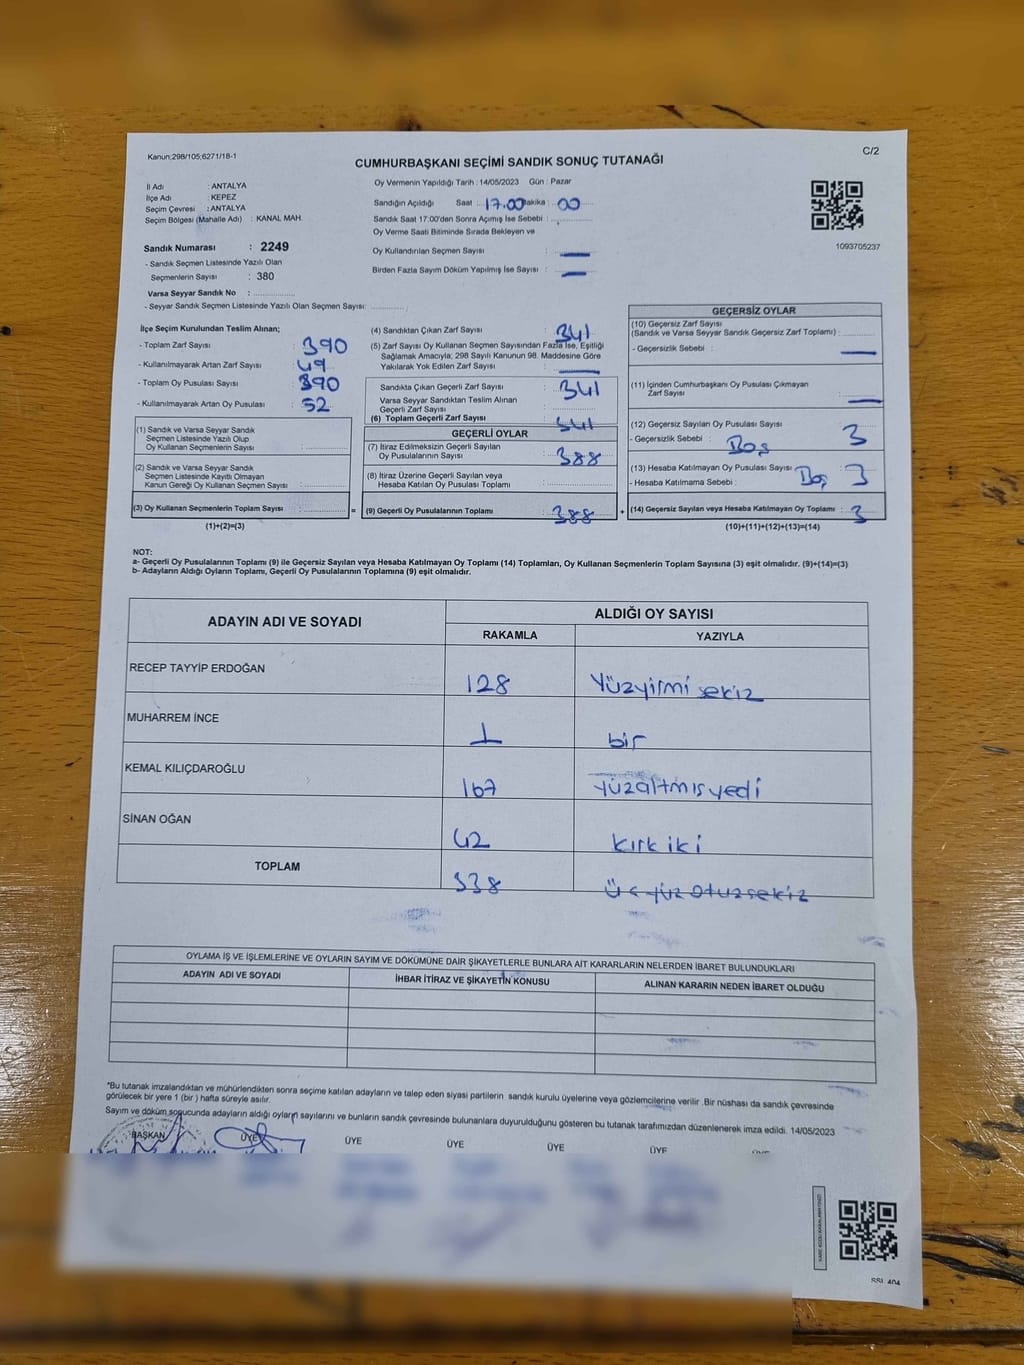 Kanun;298/105;6271/18-1
C/2
CUMHURBAŞKANI SEÇİMİ SANDIK SONUÇ TUTANAĞI
İl Adı : ANTALYA
İlçe Adı : KEPEZ
Seçim Çevresi : ANTALYA
Seçim Bölgesi (Mahalle Adı) : KANAL MAH.
Sandık Numarası : 2249
- Sandık Seçmen Listesinde Yazılı Olan
Seçmenlerin Sayısı : 380
Varsa Seyyar Sandık No :
- Seyyar Sandık Seçmen Listesinde Yazılı Olan Seçmen Sayısı:
Oy Vermenin Yapıldığı Tarih : 14/05/2023 Gün : Pazar
Sandığın Açıldığı Saat 17.00 Dakika : 00
Sandık Saat 17:00'den Sonra Açımış İse Sebebi :
Oy Verme Saati Bitiminde Sırada Bekleyen ve
Oy Kullandırılan Seçmen Sayısı : —
Birden Fazla Sayım Döküm Yapılmış İse Sayısı : —
1093705237
İlçe Seçim Kurulundan Teslim Alınan;
- Toplam Zarf Sayısı : 390
- Kullanılmayarak Artan Zarf Sayısı : 49
- Toplam Oy Pusulası Sayısı : 390
- Kullanılmayarak Artan Oy Pusulası : 52
(1) Sandık ve Varsa Seyyar Sandık
Seçmen Listesinde Yazılı Olup
Oy Kullanan Seçmenlerin Sayısı :
(2) Sandık ve Varsa Seyyar Sandık
Seçmen Listesinde Kayıtlı Olmayan
Kanun Gereği Oy Kullanan Seçmen Sayısı :
(3) Oy Kullanan Seçmenlerin Toplam Sayısı :
(1)+(2)=(3)
(4) Sandıktan Çıkan Zarf Sayısı : 341
(5) Zarf Sayısı Oy Kullanan Seçmen Sayısından Fazla İse, Eşitliği
Sağlamak Amacıyla; 298 Sayılı Kanunun 98. Maddesine Göre
Yakılarak Yok Edilen Zarf Sayısı : —
Sandıkta Çıkan Geçerli Zarf Sayısı : 341
Varsa Seyyar Sandıktan Teslim Alınan
Geçerli Zarf Sayısı :
(6) Toplam Geçerli Zarf Sayısı : 341
GEÇERLİ OYLAR
(7) İtiraz Edilmeksizin Geçerli Sayılan
Oy Pusulalarının Sayısı : 388
(8) İtiraz Üzerine Geçerli Sayılan veya
Hesaba Katılan Oy Pusulası Toplamı :
= (9) Geçerli Oy Pusulalarının Toplamı : 388
GEÇERSİZ OYLAR
(10) Geçersiz Zarf Sayısı
(Sandık ve Varsa Seyyar Sandık Geçersiz Zarf Toplamı) :
- Geçersizlik Sebebi : —
(11) İçinden Cumhurbaşkanı Oy Pusulası Çıkmayan
Zarf Sayısı : —
(12) Geçersiz Sayılan Oy Pusulası Sayısı : 3
- Geçersizlik Sebebi : Boş
(13) Hesaba Katılmayan Oy Pusulası Sayısı : 3
- Hesaba Katılmama Sebebi : Boş
+ (14) Geçersiz Sayılan veya Hesaba Katılmayan Oy Toplamı : 3
(10)+(11)+(12)+(13)=(14)
NOT:
a- Geçerli Oy Pusulalarının Toplamı (9) ile Geçersiz Sayılan veya Hesaba Katılmayan Oy Toplamı (14) Toplamları, Oy Kullanan Seçmenlerin Toplam Sayısına (3) eşit olmalıdır. (9)+(14)=(3)
b- Adayların Aldığı Oyların Toplamı, Geçerli Oy Pusulalarının Toplamına (9) eşit olmalıdır.
ADAYIN ADI VE SOYADI
ALDIĞI OY SAYISI
RAKAMLA YAZIYLA
RECEP TAYYİP ERDOĞAN 128 Yüzyirmi sekiz
MUHARREM İNCE 1 bir
KEMAL KILIÇDAROĞLU 167 yüzaltmışyedi
SİNAN OĞAN 42 kırk iki
TOPLAM 338 Üçyüz otuzsekiz
OYLAMA İŞ VE İŞLEMLERİNE VE OYLARIN SAYIM VE DÖKÜMÜNE DAİR ŞİKAYETLERLE BUNLARA AİT KARARLARIN NELERDEN İBARET BULUNDUKLARI
ADAYIN ADI VE SOYADI İHBAR İTİRAZ VE ŞİKAYETİN KONUSU ALINAN KARARIN NEDEN İBARET OLDUĞU
*Bu tutanak imzalandıktan ve mühürlendikten sonra seçime katılan adayların ve talep eden siyasi partilerin sandık kurulu üyelerine veya gözlemcilerine verilir .Bir nüshası da sandık çevresinde
görülecek bir yere 1 (bir ) hafta süreyle asılır.
Sayım ve döküm sonucunda adayların aldığı oyların sayılarını ve bunların sandık çevresinde bulunanlara duyurulduğunu gösteren bu tutanak tarafımızdan düzenlenerek imza edildi. 14/05/2023
BAŞKAN ÜYE ÜYE ÜYE ÜYE ÜYE